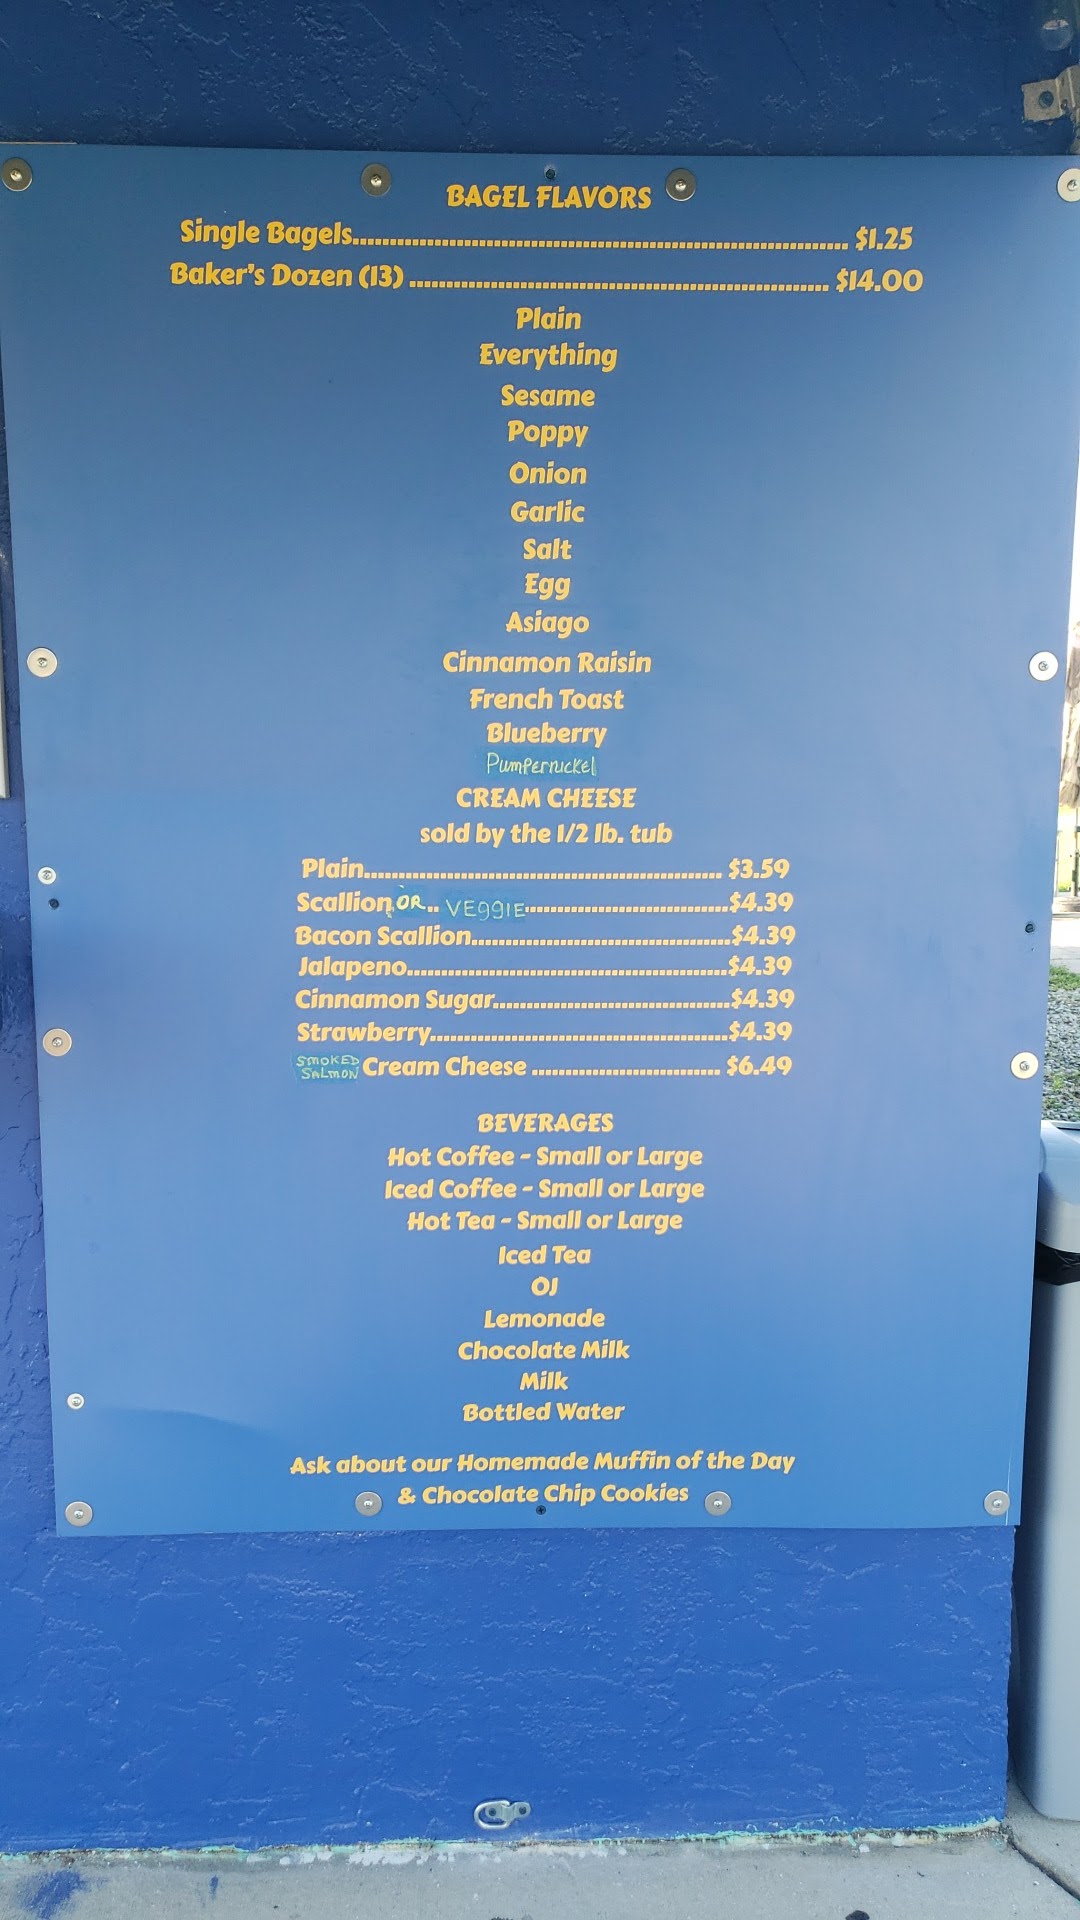 BAGEL FLAVORS
Single Bagels.................................................................. $1.25
Baker's Dozen (13) ........................................................ $14.00
Plain
Everything
Sesame
Poppy
Onion
Garlic
Salt
Egg
Asiago
Cinnamon Raisin
French Toast
Blueberry
Pumpernickel
CREAM CHEESE
sold by the 1/2 lb. tub
Plain..................................................... $3.59
Scallion OR.. VEGGIE..............................$4.39
Bacon Scallion......................................$4.39
Jalapeno...............................................$4.39
Cinnamon Sugar...................................$4.39
Strawberry............................................$4.39
SMOKED SALMON Cream Cheese ............................ $6.49
BEVERAGES
Hot Coffee - Small or Large
Iced Coffee - Small or Large
Hot Tea - Small or Large
Iced Tea
OJ
Lemonade
Chocolate Milk
Milk
Bottled Water
Ask about our Homemade Muffin of the Day
& Chocolate Chip Cookies